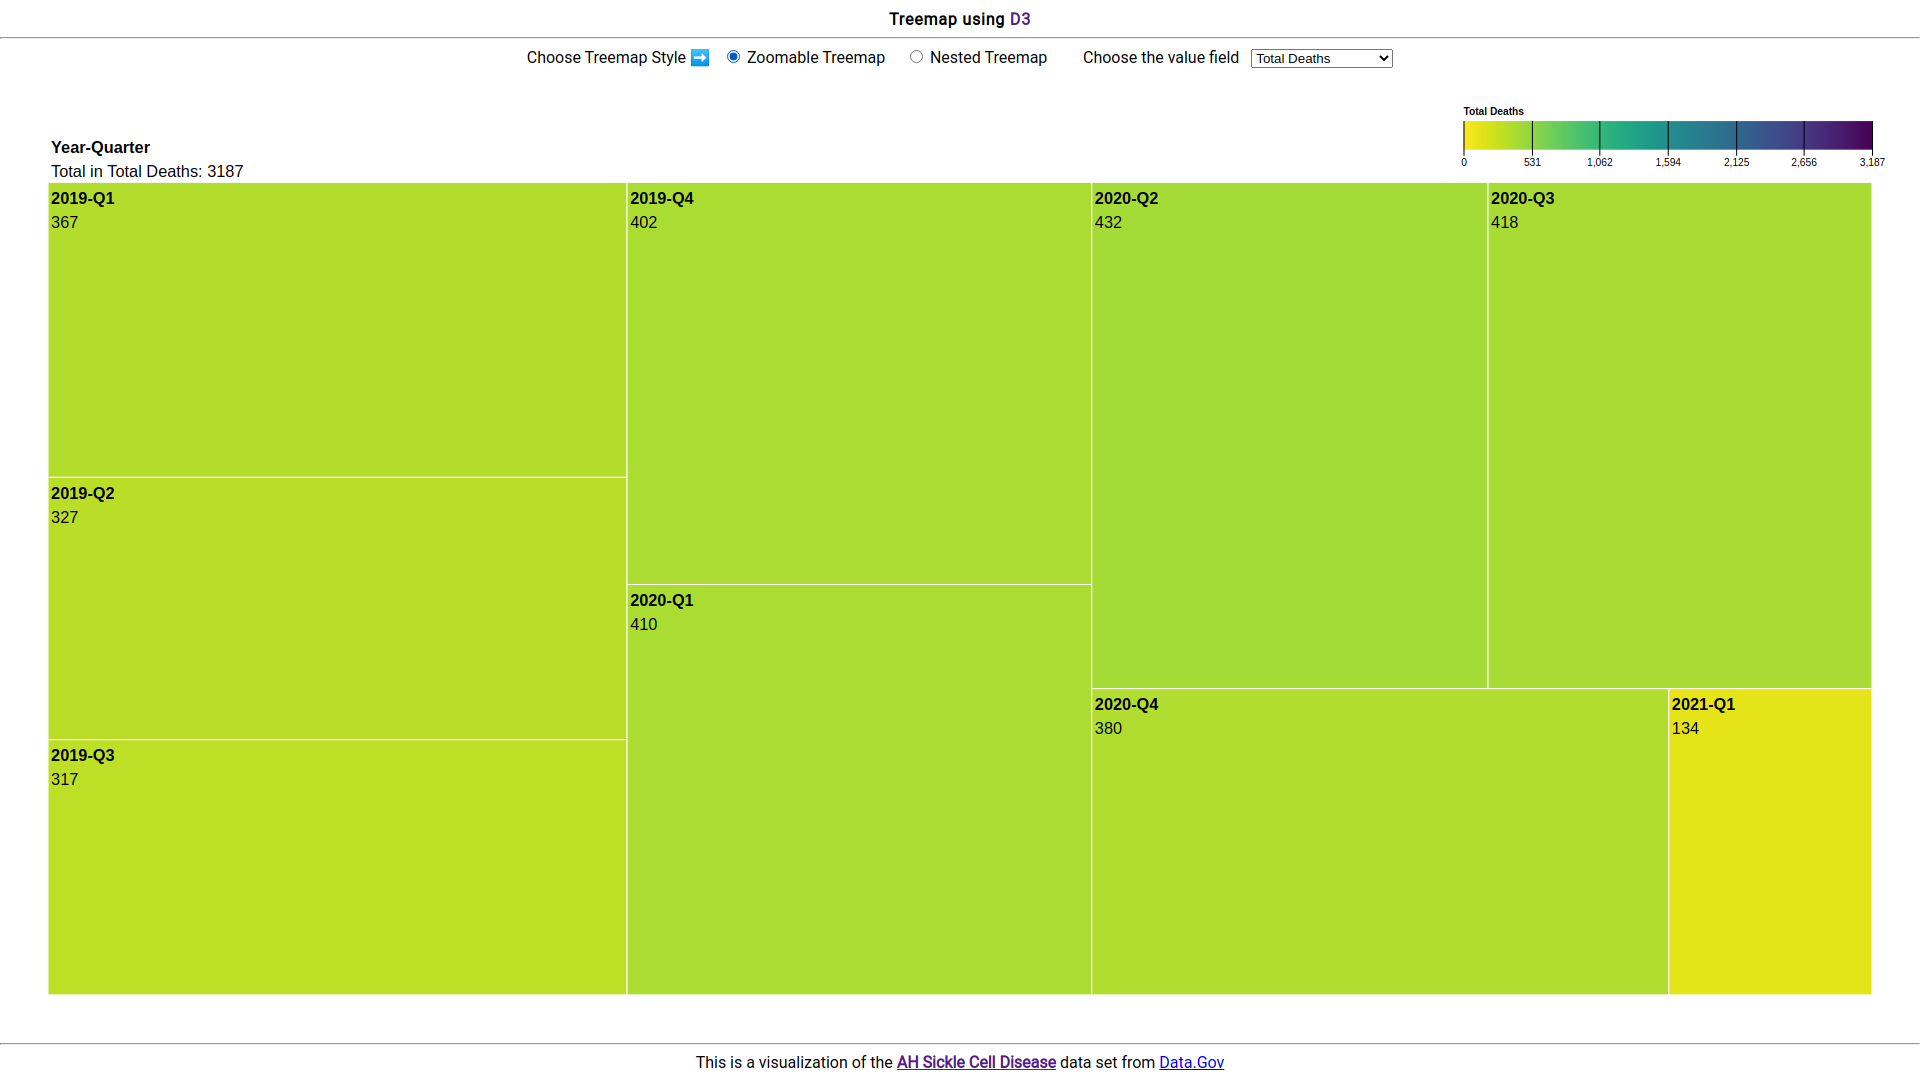 Treemap using D3
Choose Treemap Style ➡️ Zoomable Treemap Nested Treemap Choose the value field Total Deaths
Total Deaths
0 531 1,062 1,594 2,125 2,656 3,187
Year-Quarter
Total in Total Deaths: 3187
2019-Q1
367
2019-Q2
327
2019-Q3
317
2019-Q4
402
2020-Q1
410
2020-Q2
432
2020-Q3
418
2020-Q4
380
2021-Q1
134
This is a visualization of the AH Sickle Cell Disease data set from Data.Gov